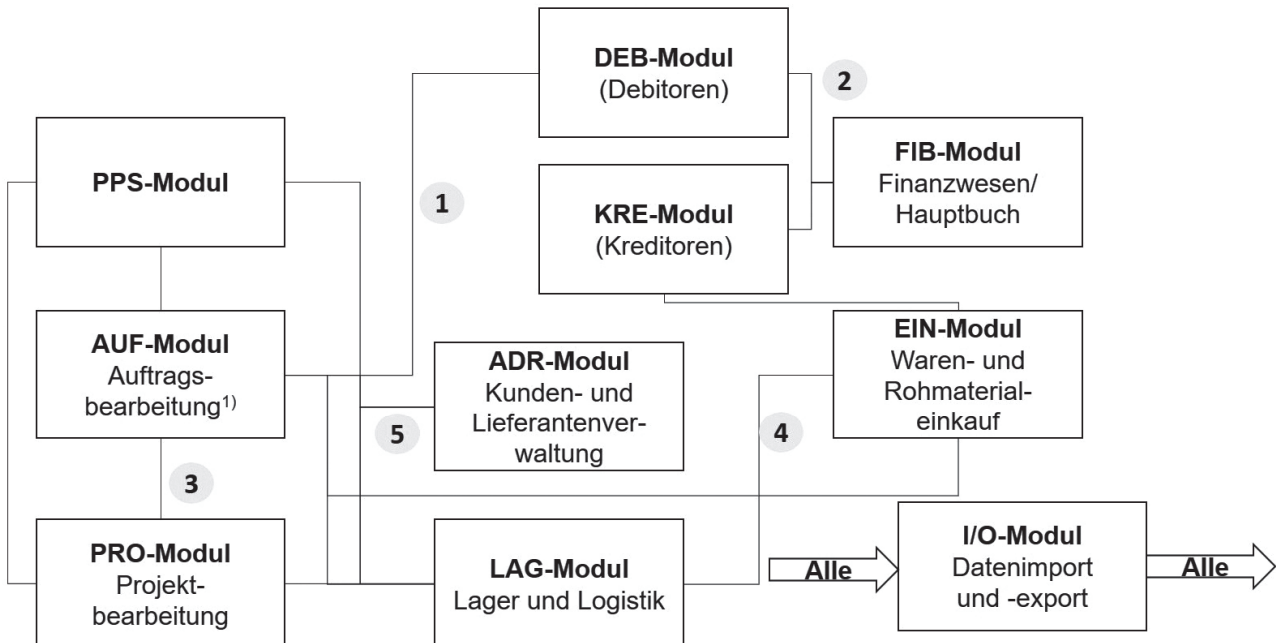 DEB-Modul
(Debitoren)
2
PPS-Modul
FIB-Modul
Finanzwesen/
Hauptbuch
1
KRE-Modul
(Kreditoren)
AUF-Modul
Auftrags-
bearbeitung¹⁾
ADR-Modul
Kunden- und
Lieferantenver-
waltung
EIN-Modul
Waren- und
Rohmaterial-
einkauf
5
4
3
PRO-Modul
Projekt-
bearbeitung
LAG-Modul
Lager und Logistik
Alle
I/O-Modul
Datenimport
und -export
Alle